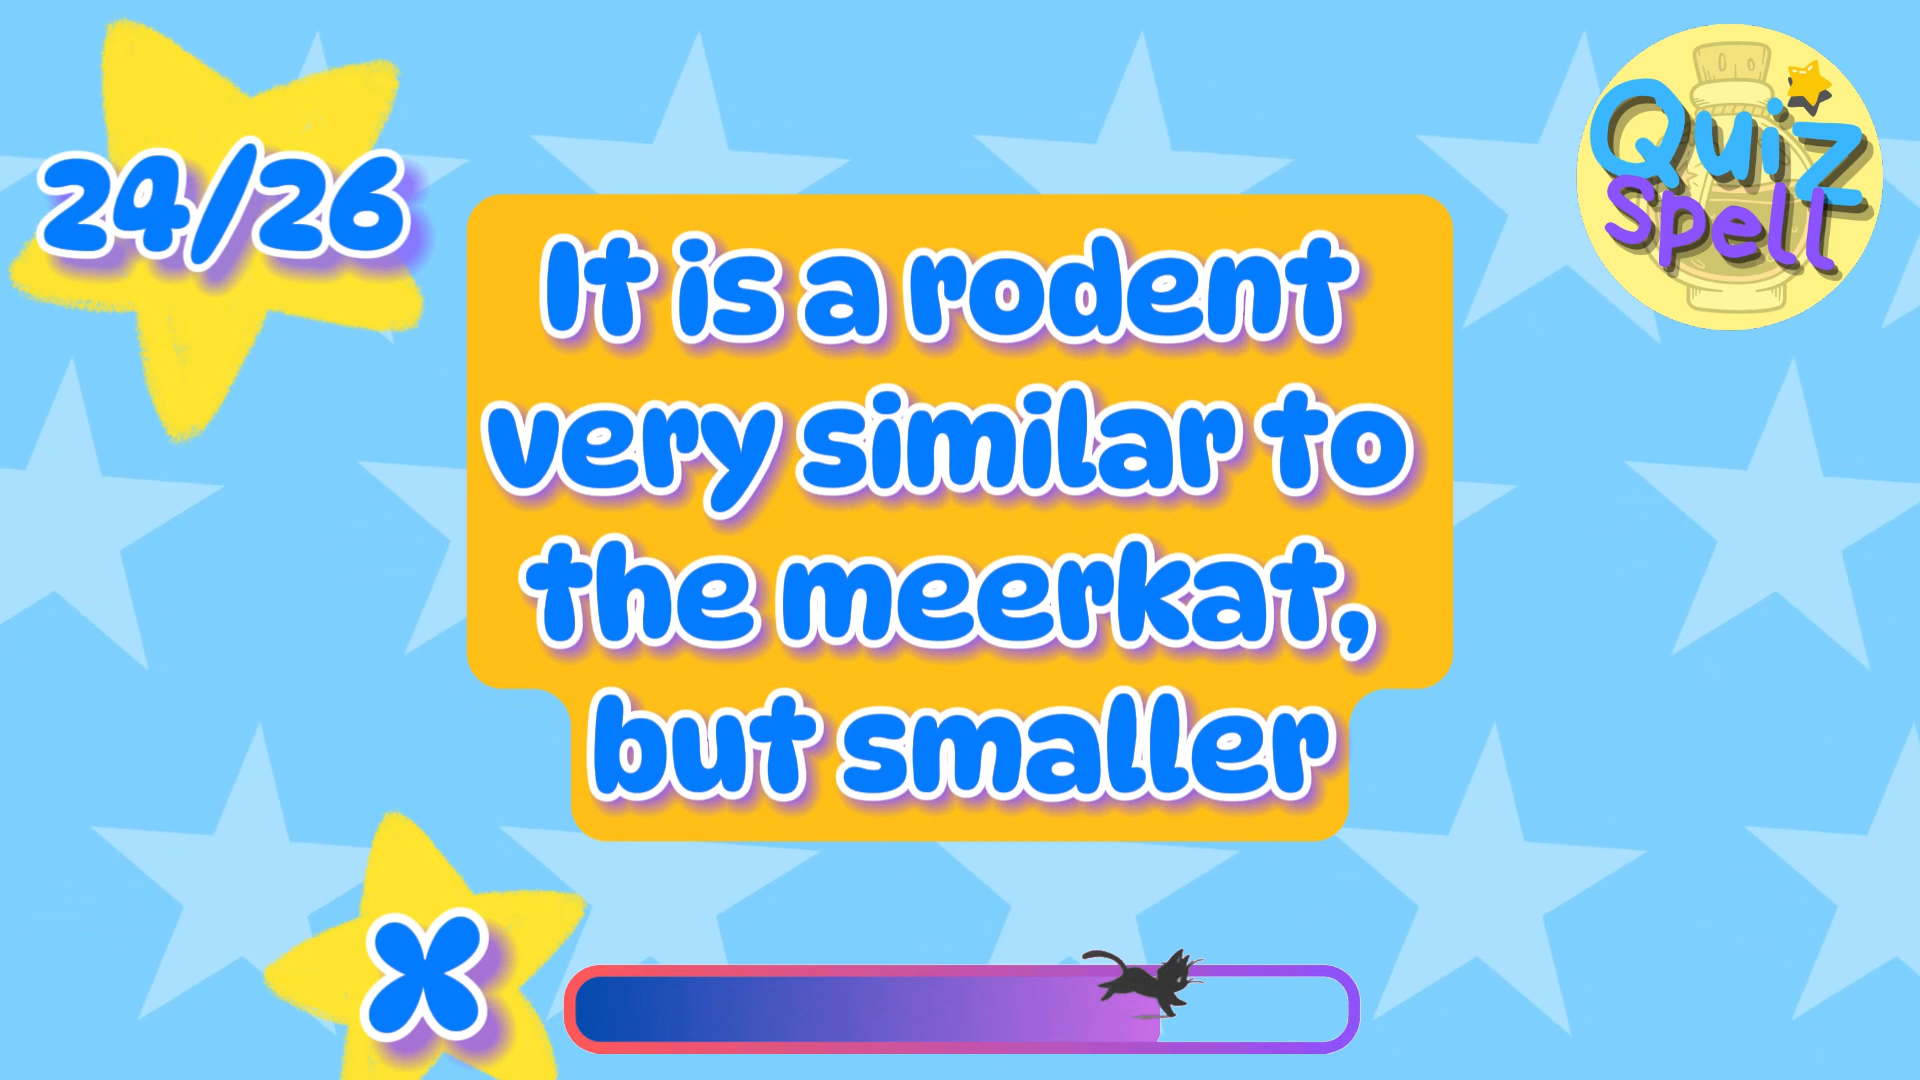 24/26
Quiz
Spell
It is a rodent
very similar to
the meerkat,
but smaller
X